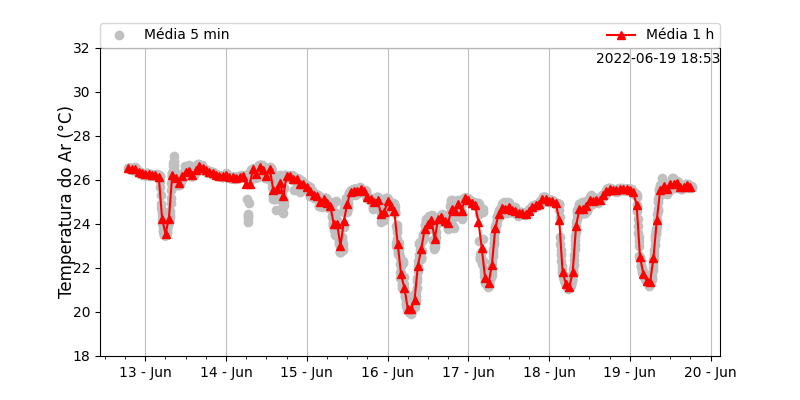 Média 5 min
Média 1 h
2022-06-19 18:53
Temperatura do Ar (°C)
32
30
28
26
24
22
20
18
13 - Jun
14 - Jun
15 - Jun
16 - Jun
17 - Jun
18 - Jun
19 - Jun
20 - Jun